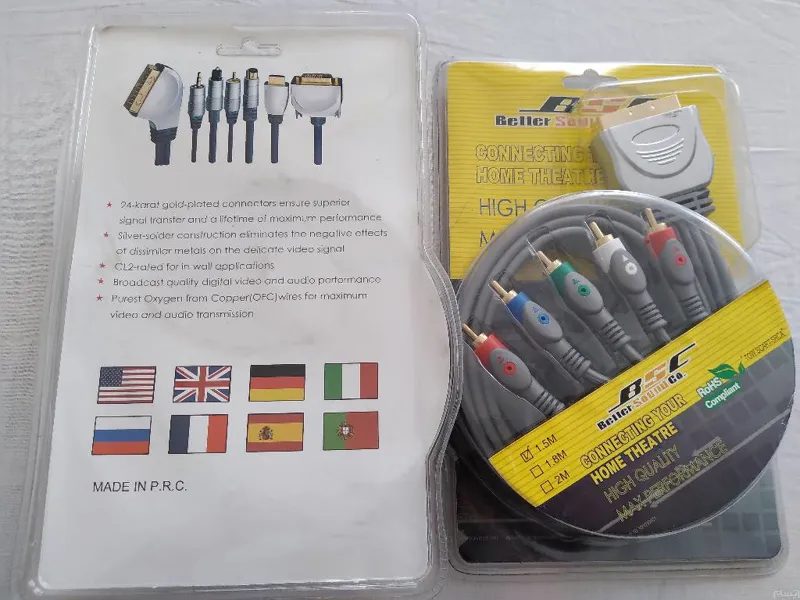 ★ 24-karat gold-plated connectors ensure superior
signal transfer and a lifetime of maximum performance
★ Silver-solder construction eliminates the negative effects
of dissimilar metals on the delicate video signal
★ CL2-rated for in wall applications
★ Broadcast quality digital video and audio performance
★ Purest Oxygen from Copper(OFC)wires for maximum
video and audio transmission
MADE IN P.R.C.
BSC
Better Sound
CONNECTING
HOME THEATRE
HIGH
BSC
Better Sound Co.
RoHS
Compliant
☑ 1.5M
☐ 1.8M
☐ 2M
CONNECTING YOUR
HOME THEATRE
HIGH QUALITY
MAX PERFORMANCE